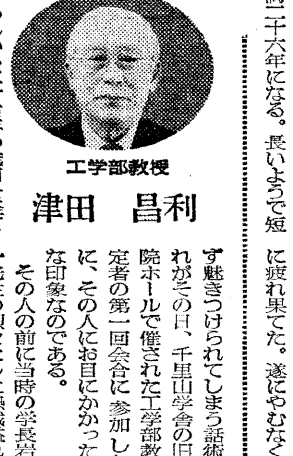 工学部教授
津田 昌利
二十六年になる。長いようで短
に疲れ果てた。遂にやむなく
ず魅きつけられてしまう話術
れがその日、千里山学舎の旧
院ホールで催された工学部教
定者の第一回会合に参加し
に、その人にお目にかかった
な印象なのである。
その人の前に当時の学長岩